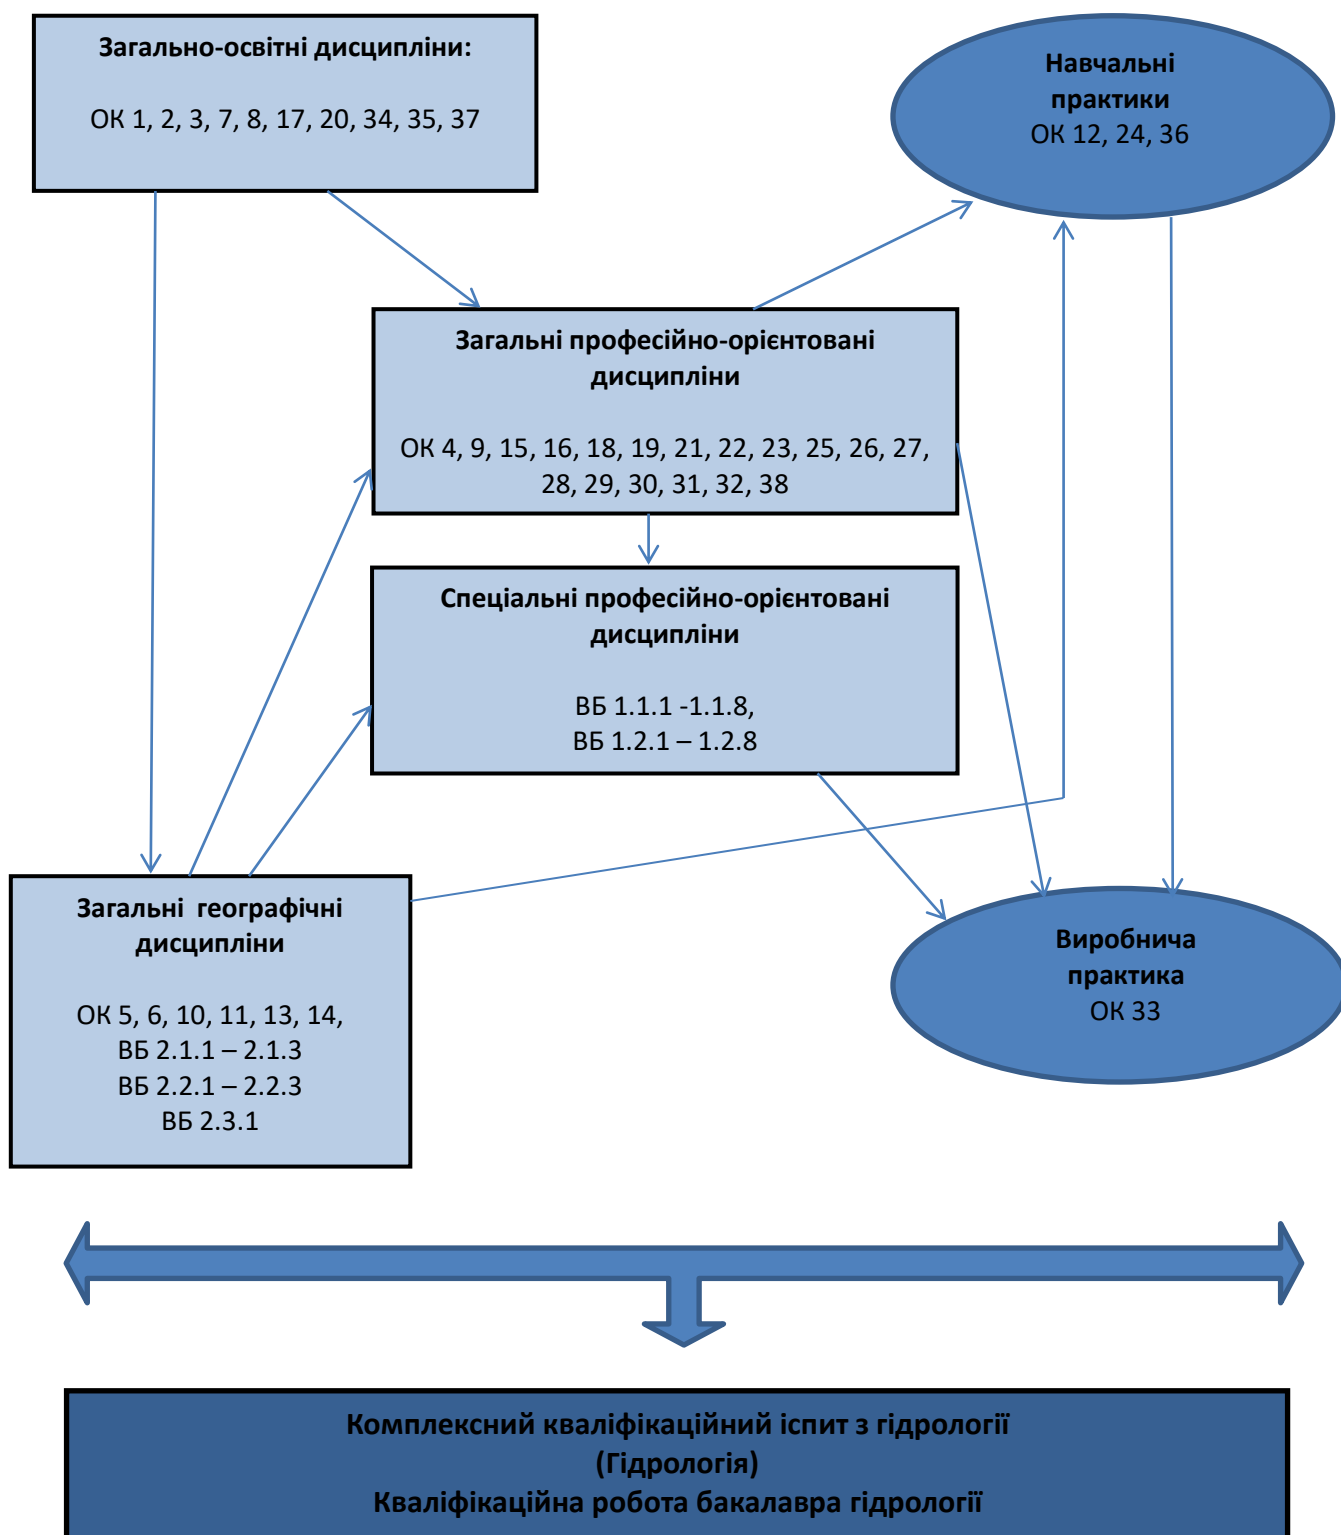 Загально-освітні дисципліни:
ОК 1, 2, 3, 7, 8, 17, 20, 34, 35, 37
Навчальні
практики
ОК 12, 24, 36
Загальні професійно-орієнтовані
дисципліни
ОК 4, 9, 15, 16, 18, 19, 21, 22, 23, 25, 26, 27,
28, 29, 30, 31, 32, 38
Спеціальні професійно-орієнтовані
дисципліни
ВБ 1.1.1 -1.1.8,
ВБ 1.2.1 – 1.2.8
Загальні географічні
дисципліни
ОК 5, 6, 10, 11, 13, 14,
ВБ 2.1.1 – 2.1.3
ВБ 2.2.1 – 2.2.3
ВБ 2.3.1
Виробнича
практика
ОК 33
Комплексний кваліфікаційний іспит з гідрології
(Гідрологія)
Кваліфікаційна робота бакалавра гідрології